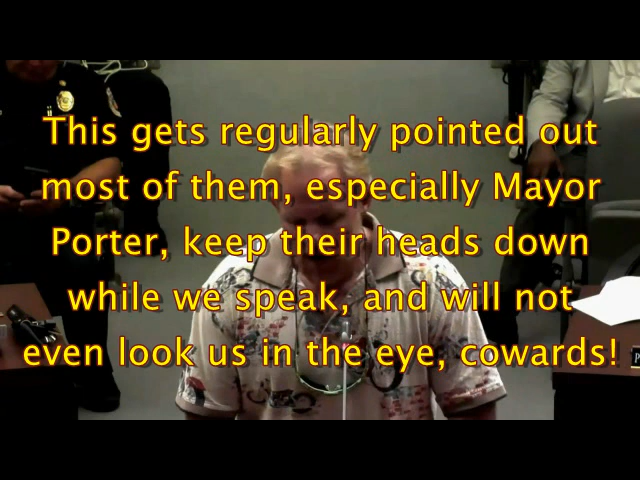 This gets regularly pointed out
most of them, especially Mayor
Porter, keep their heads down
while we speak, and will not
even look us in the eye, cowards!